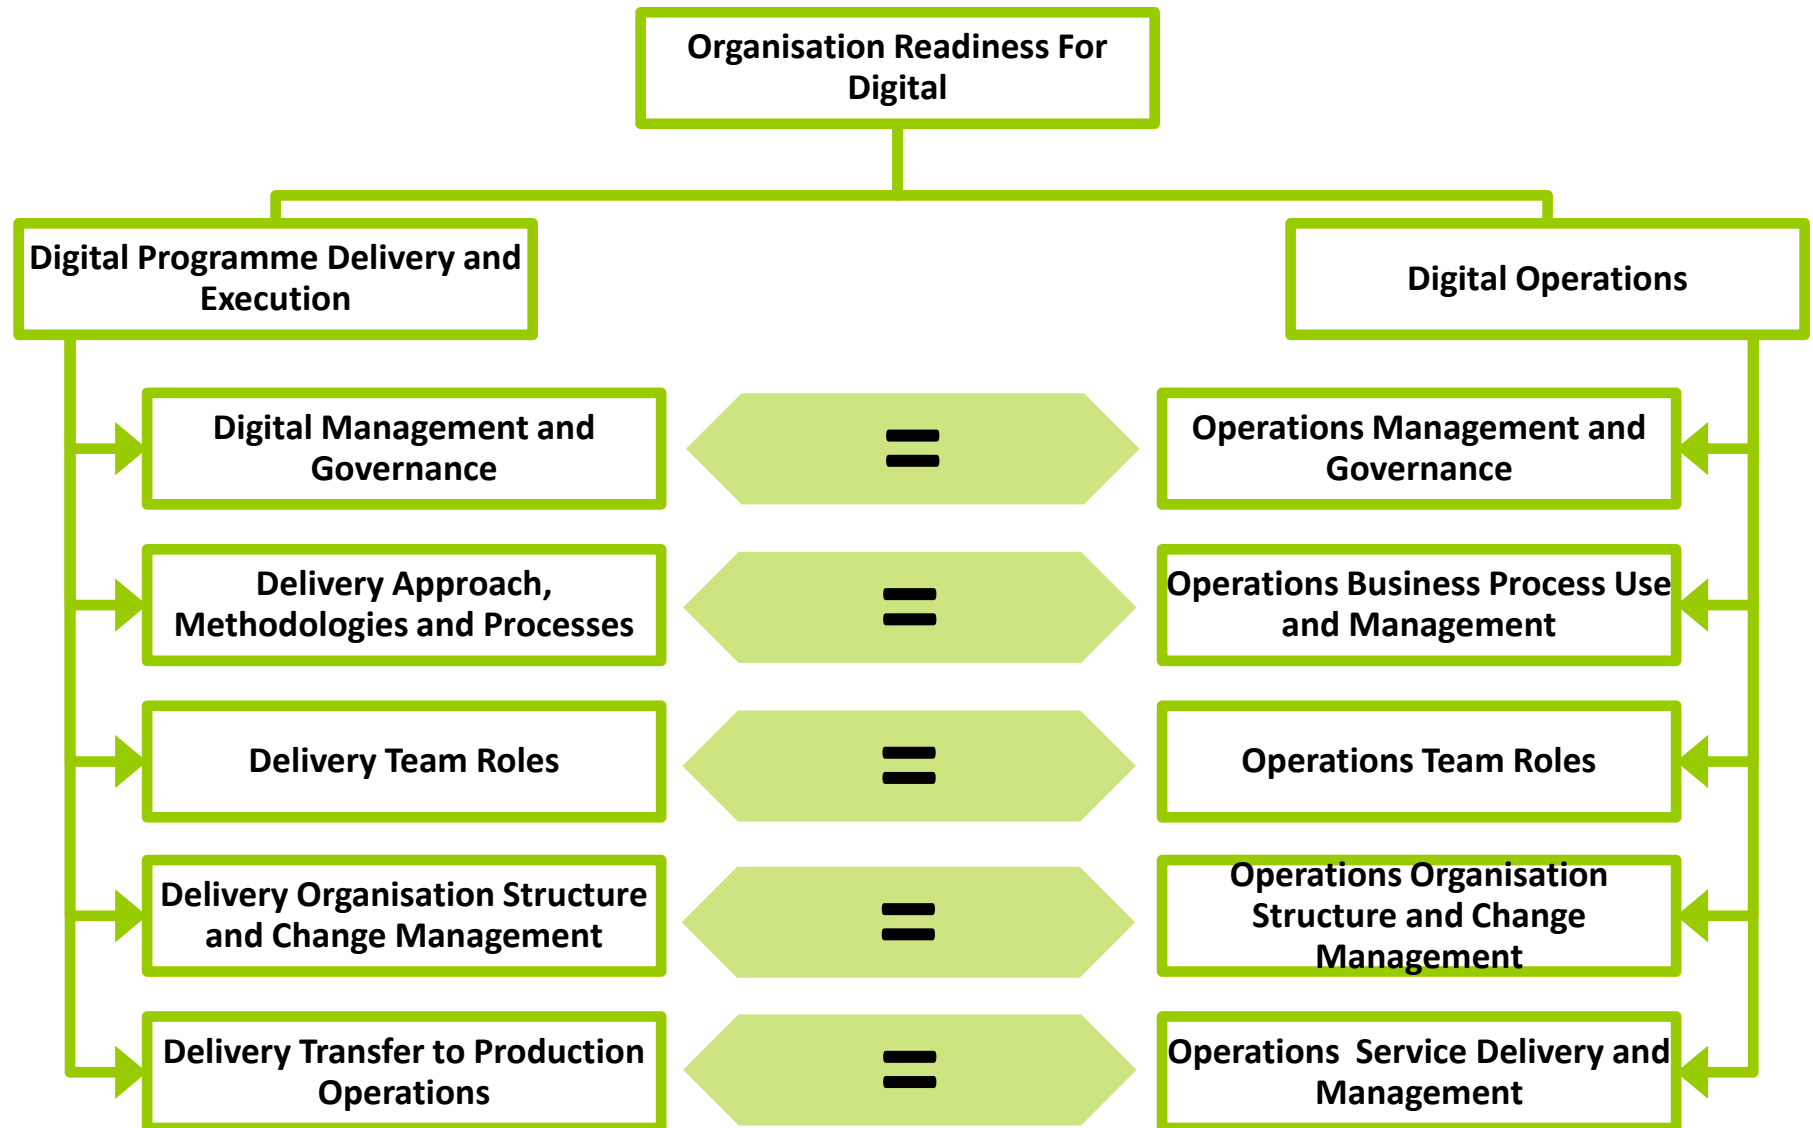 Organisation Readiness For
Digital
Digital Programme Delivery and
Execution
Digital Operations
Digital Management and
Governance
=
Operations Management and
Governance
Delivery Approach,
Methodologies and Processes
=
Operations Business Process Use
and Management
Delivery Team Roles
=
Operations Team Roles
Delivery Organisation Structure
and Change Management
=
Operations Organisation
Structure and Change
Management
Delivery Transfer to Production
Operations
=
Operations  Service Delivery and
Management